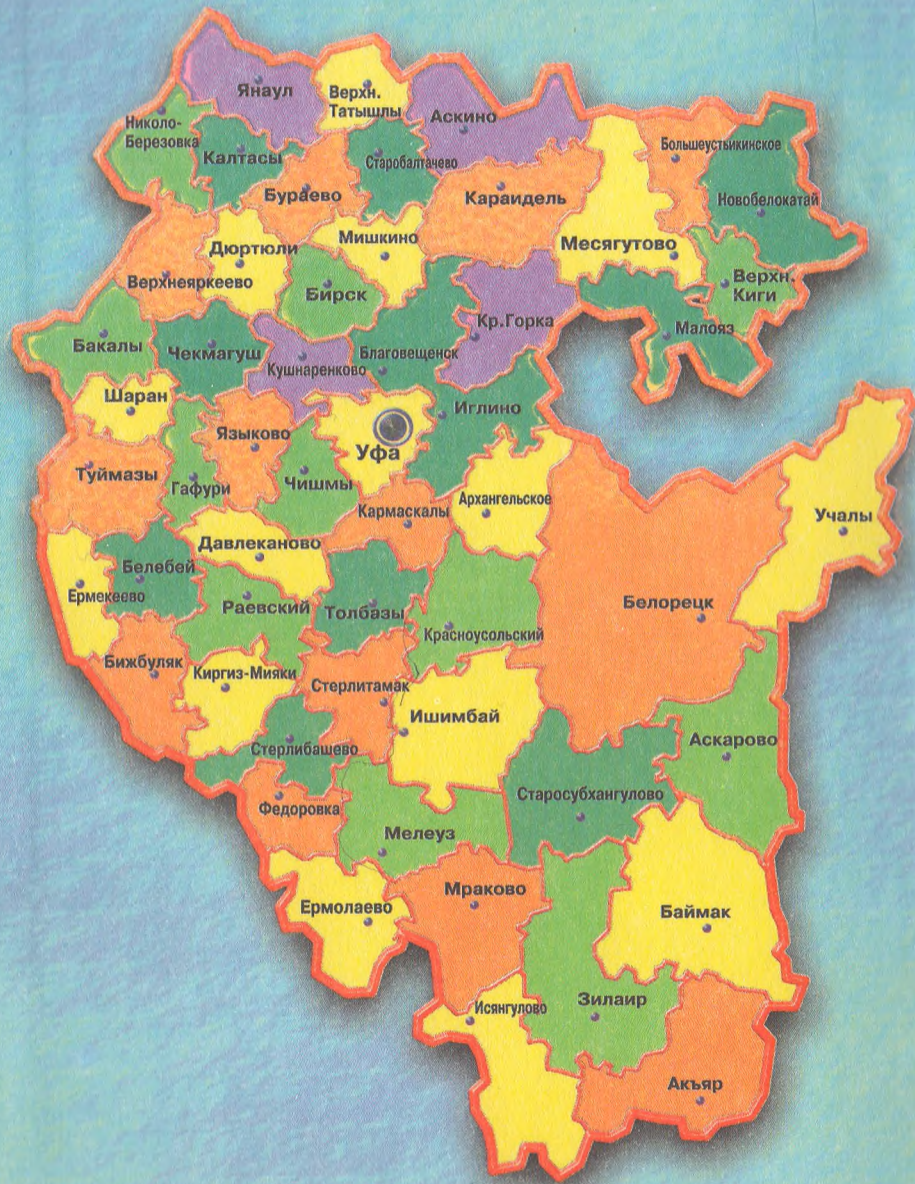 Янаул
Верхн.
Татышлы
Аскино
Николо-
Березовка
Калтасы
Старобалтачево
Большеустьикинское
Бураево
Караидель
Новобелокатай
Дюртюли
Мишкино
Месягутово
Верхнеяркеево
Бирск
Верхн.
Киги
Бакалы
Чекмагуш
Кушнаренково
Благовещенск
Кр.Горка
Малояз
Шаран
Языково
Уфа
Иглино
Туймазы
Гафури
Чишмы
Кармаскалы
Архангельское
Учалы
Давлеканово
Белебей
Ермекеево
Раевский
Толбазы
Красноусольский
Белорецк
Бижбуляк
Киргиз-Мияки
Стерлитамак
Ишимбай
Аскарово
Стерлибашево
Федоровка
Старосубхангулово
Мелеуз
Мраково
Ермолаево
Баймак
Исянгулово
Зилаир
Акъяр